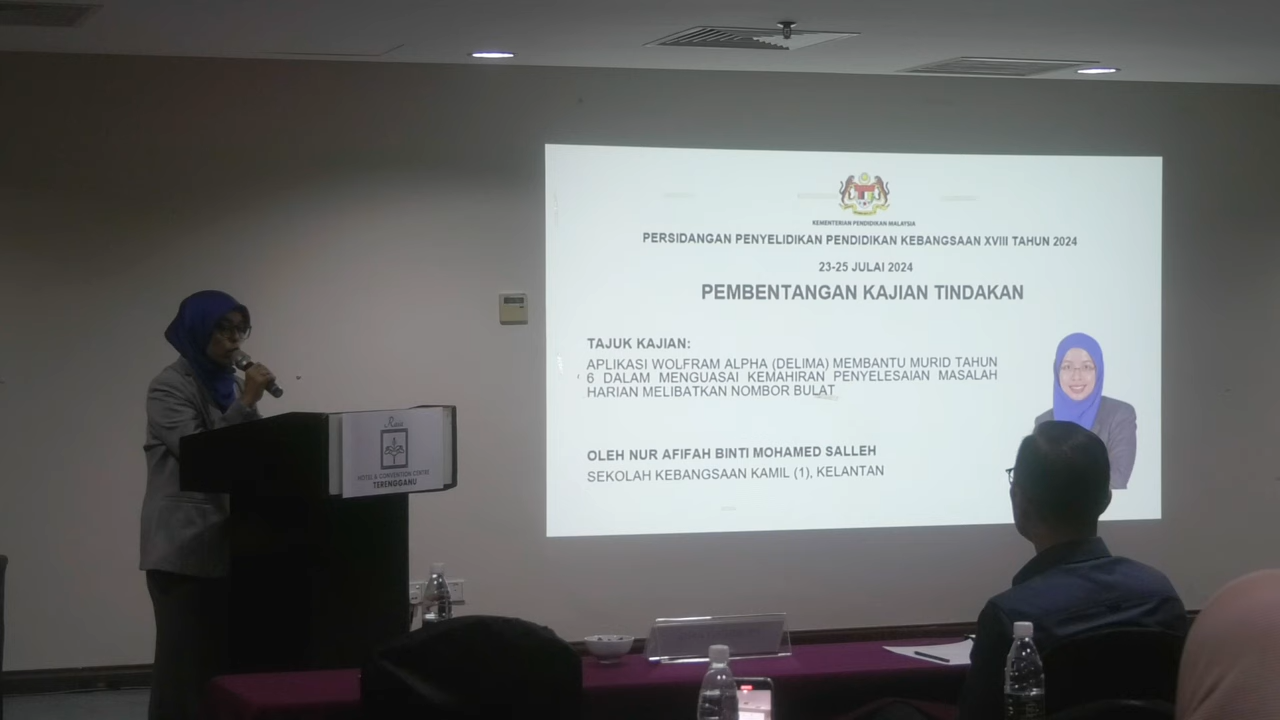 KEMENTERIAN PENDIDIKAN MALAYSIA
PERSIDANGAN PENYELIDIKAN PENDIDIKAN KEBANGSAAN XVIII TAHUN 2024
23-25 JULAI 2024
PEMBENTANGAN KAJIAN TINDAKAN
TAJUK KAJIAN:
APLIKASI WOLFRAM ALPHA (DELIMA) MEMBANTU MURID TAHUN
6 DALAM MENGUASAI KEMAHIRAN PENYELESAIAN MASALAH
HARIAN MELIBATKAN NOMBOR BULAT
OLEH NUR AFIFAH BINTI MOHAMED SALLEH
SEKOLAH KEBANGSAAN KAMIL (1), KELANTAN
HOTEL & CONVENTION CENTRE
TERENGGANU